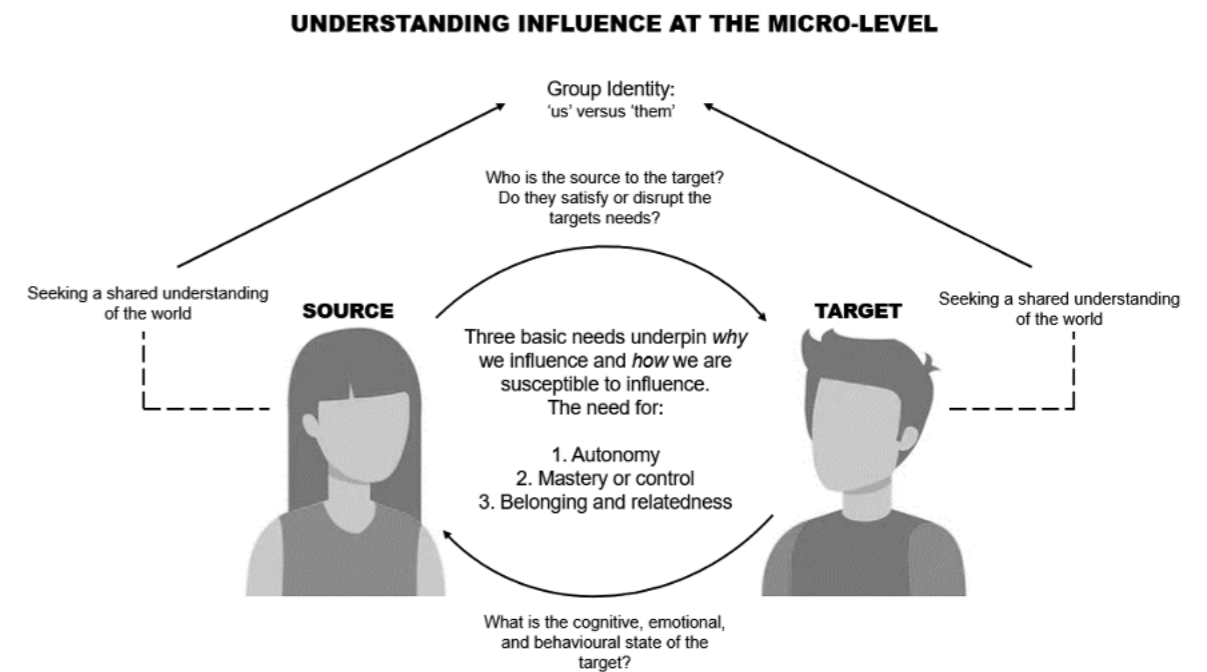 UNDERSTANDING INFLUENCE AT THE MICRO-LEVEL
Group Identity:
‘us’ versus ‘them’
Who is the source to the target?
Do they satisfy or disrupt the
targets needs?
Seeking a shared understanding
of the world
SOURCE
TARGET
Seeking a shared understanding
of the world
Three basic needs underpin why
we influence and how we are
susceptible to influence.
The need for:
1. Autonomy
2. Mastery or control
3. Belonging and relatedness
What is the cognitive, emotional,
and behavioural state of the
target?